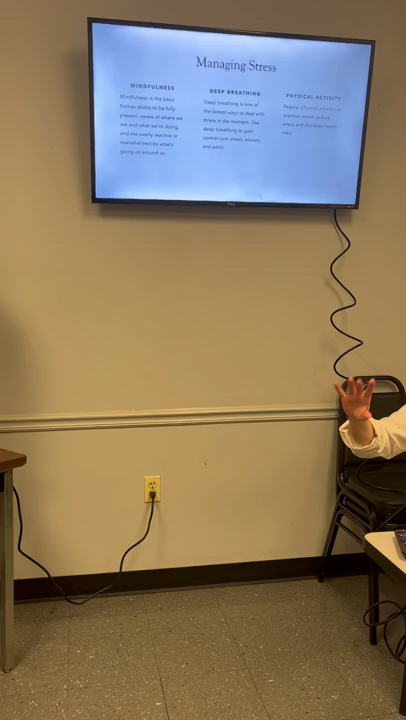 Managing Stress
MINDFULNESS
Mindfulness is the basic
human ability to be fully
present, aware of where we
are and what we're doing,
and not overly reactive or
overwhelmed by what's
going on around us.
DEEP BREATHING
Deep breathing is one of
the fastest ways to deal with
stress in the moment. Use
deep breathing to gain
control over stress, anxiety,
and panic.
PHYSICAL ACTIVITY
Regular physical activity can
improve mood, reduce
stress and decrease health
risks.
TCL